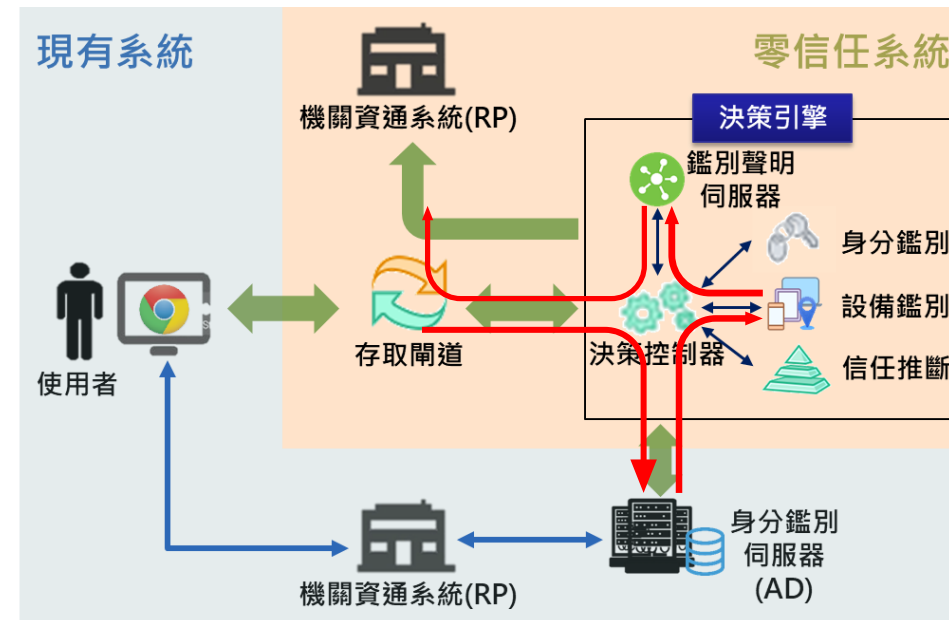 現有系統
零信任系統
機關資通系統(RP)
決策引擎
鑑別聲明
伺服器
身分鑑別
設備鑑別
存取閘道
決策控制器
信任推斷
使用者
身分鑑別
伺服器
(AD)
機關資通系統(RP)